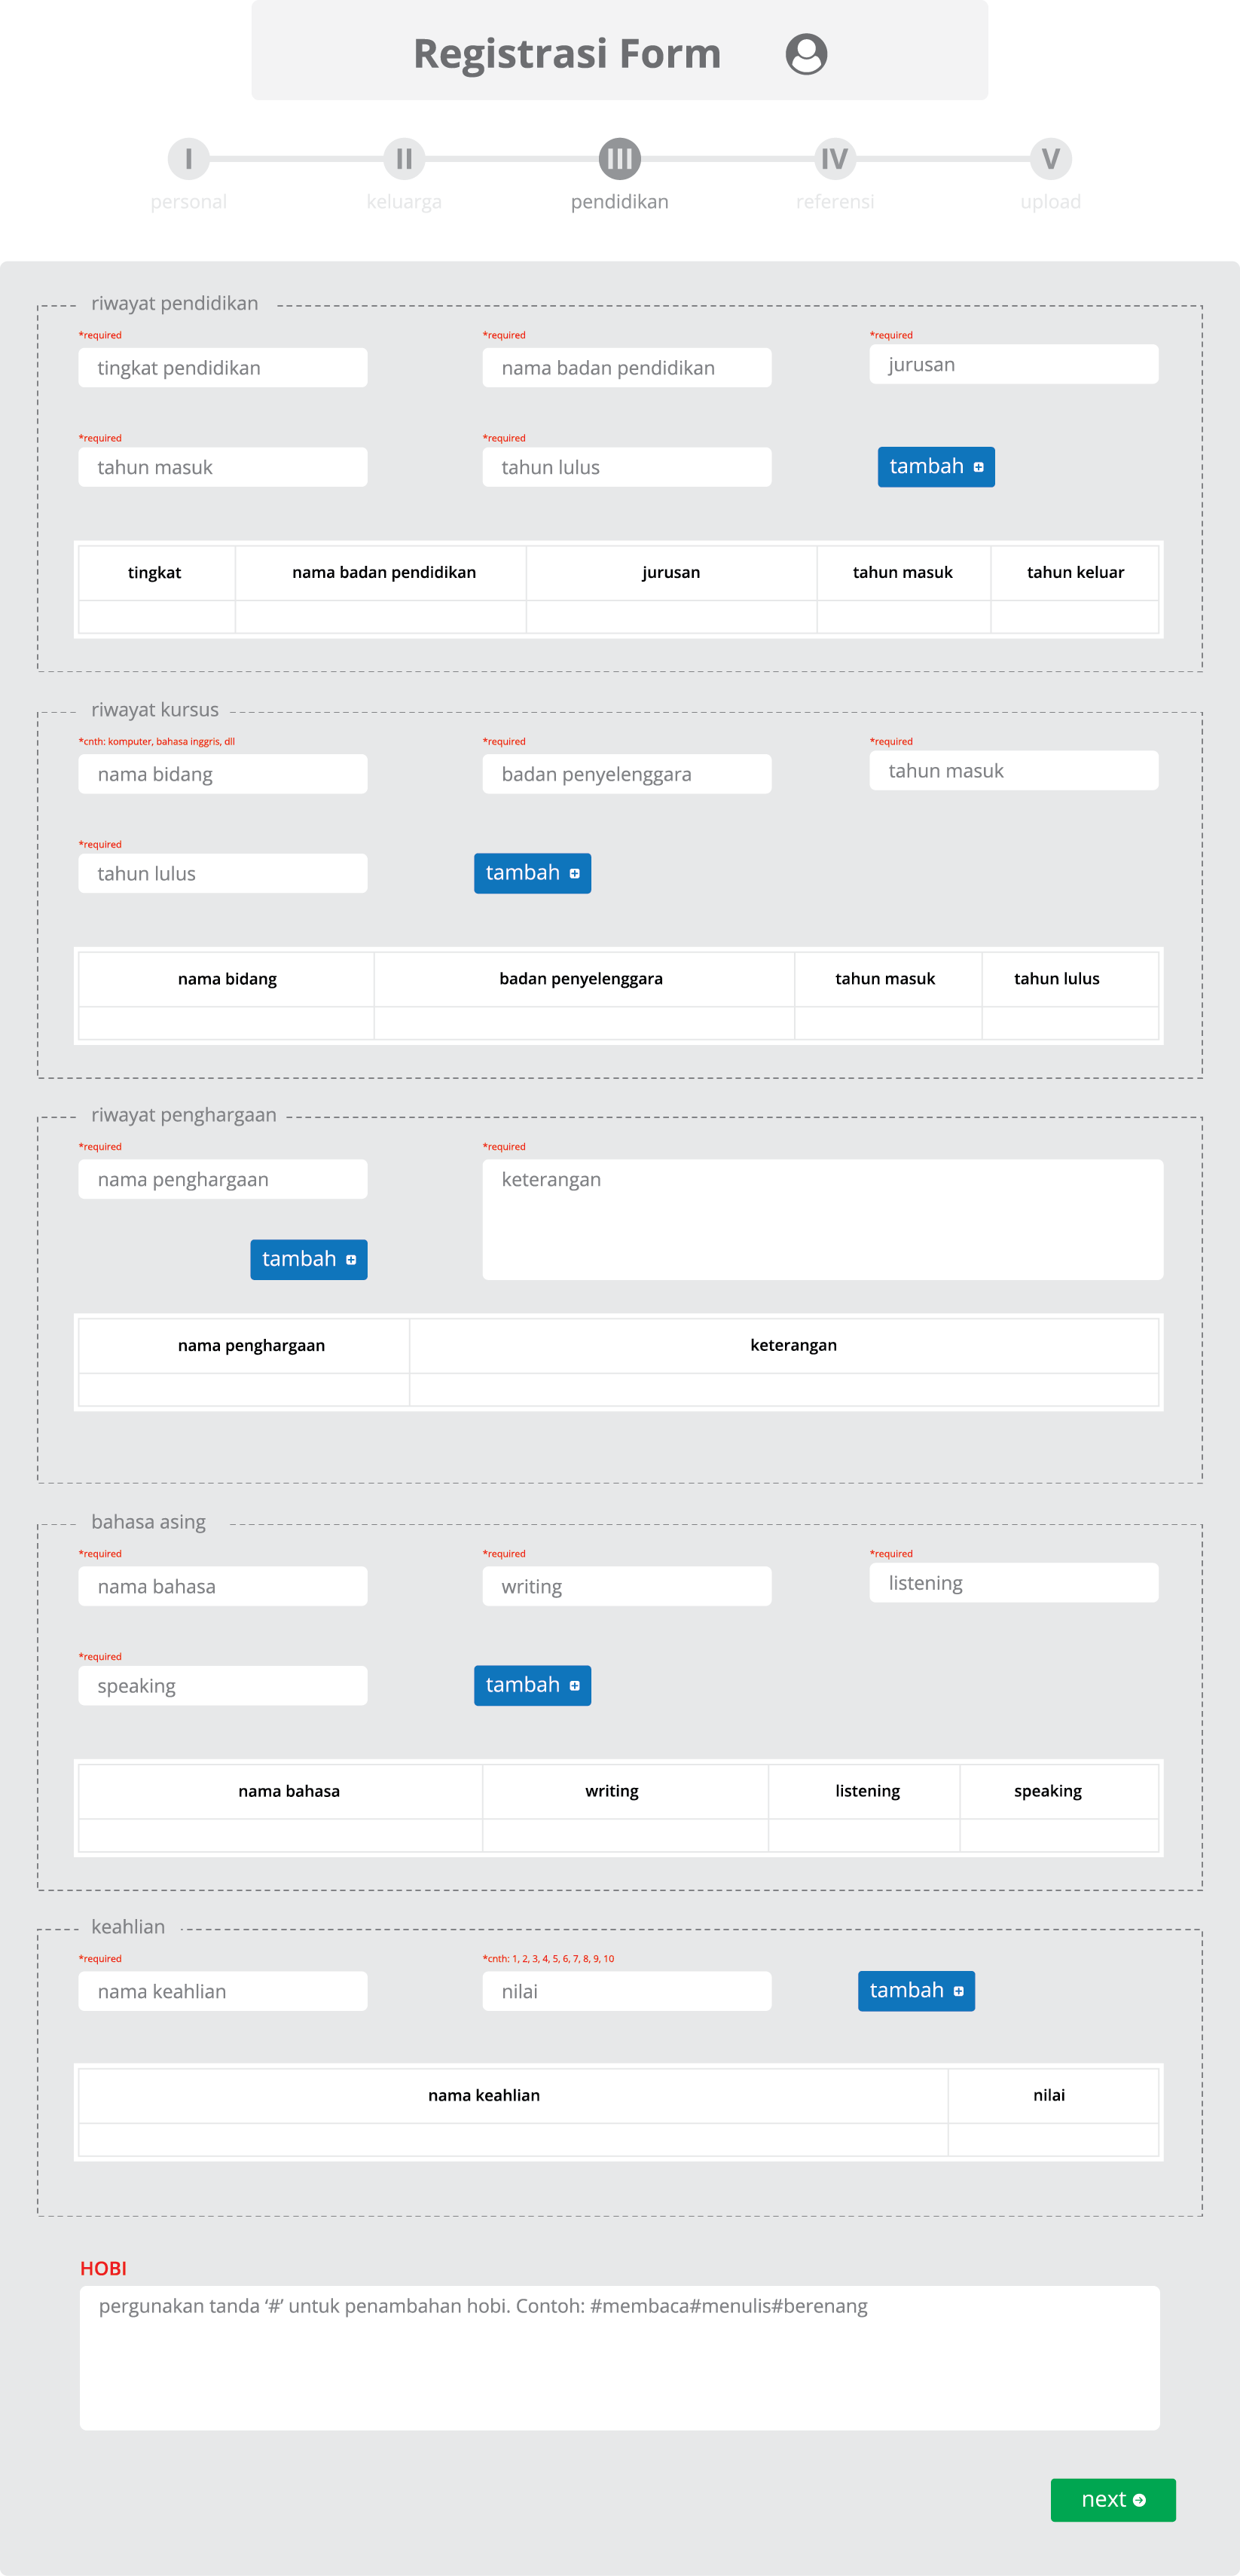 Registrasi Form
I II III IV V
personal keluarga pendidikan referensi upload
riwayat pendidikan
*required *required *required
tingkat pendidikan nama badan pendidikan jurusan
*required *required
tahun masuk tahun lulus tambah
tingkat nama badan pendidikan jurusan tahun masuk tahun keluar
riwayat kursus
*cnth: komputer, bahasa inggris, dll *required *required
nama bidang badan penyelenggara tahun masuk
*required
tahun lulus tambah
nama bidang badan penyelenggara tahun masuk tahun lulus
riwayat penghargaan
*required *required
nama penghargaan keterangan
tambah
nama penghargaan keterangan
bahasa asing
*required *required *required
nama bahasa writing listening
*required
speaking tambah
nama bahasa writing listening speaking
keahlian
*required *cnth: 1, 2, 3, 4, 5, 6, 7, 8, 9, 10
nama keahlian nilai tambah
nama keahlian nilai
HOBI
pergunakan tanda ‘#’ untuk penambahan hobi. Contoh: #membaca#menulis#berenang
next